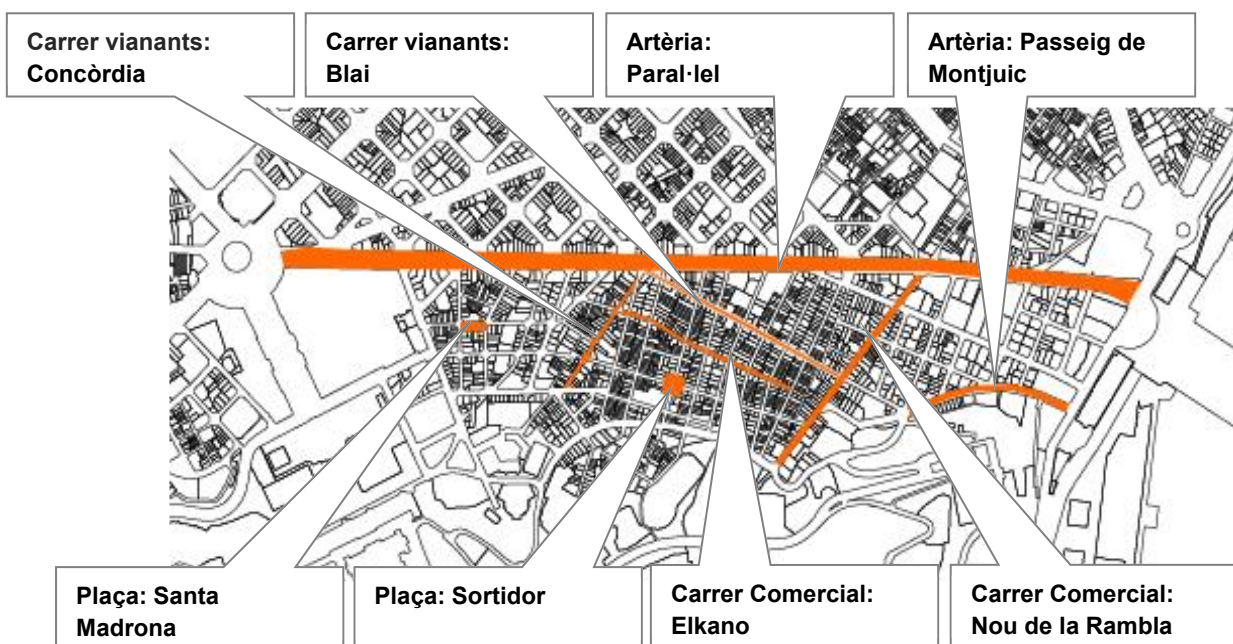 Carrer vianants:
Concòrdia
Carrer vianants:
Blai
Artèria:
Paral·lel
Artèria: Passeig de
Montjuic
Plaça: Santa
Madrona
Plaça: Sortidor
Carrer Comercial:
Elkano
Carrer Comercial:
Nou de la Rambla